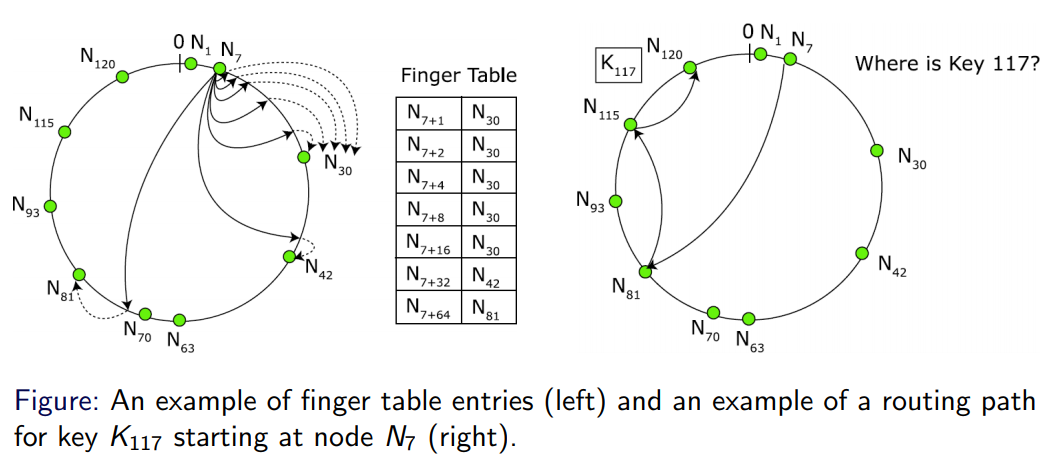 0 N1 N7
N120
N115
N93
N81
N70
N63
N42
N30
Finger Table
N7+1 N30
N7+2 N30
N7+4 N30
N7+8 N30
N7+16 N30
N7+32 N42
N7+64 N81
0 N1 N7
N120
K117
Where is Key 117?
N115
N93
N81
N70
N63
N42
N30
Figure: An example of finger table entries (left) and an example of a routing path
for key K117 starting at node N7 (right).